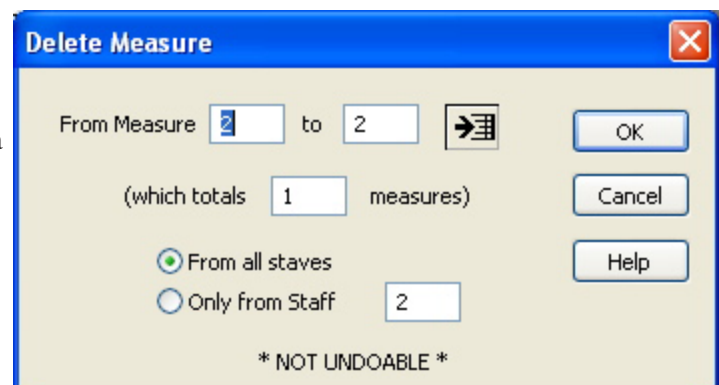 Delete Measure
From Measure 2 to 2
OK
(which totals 1 measures)
Cancel
From all staves
Help
Only from Staff 2
* NOT UNDOABLE *